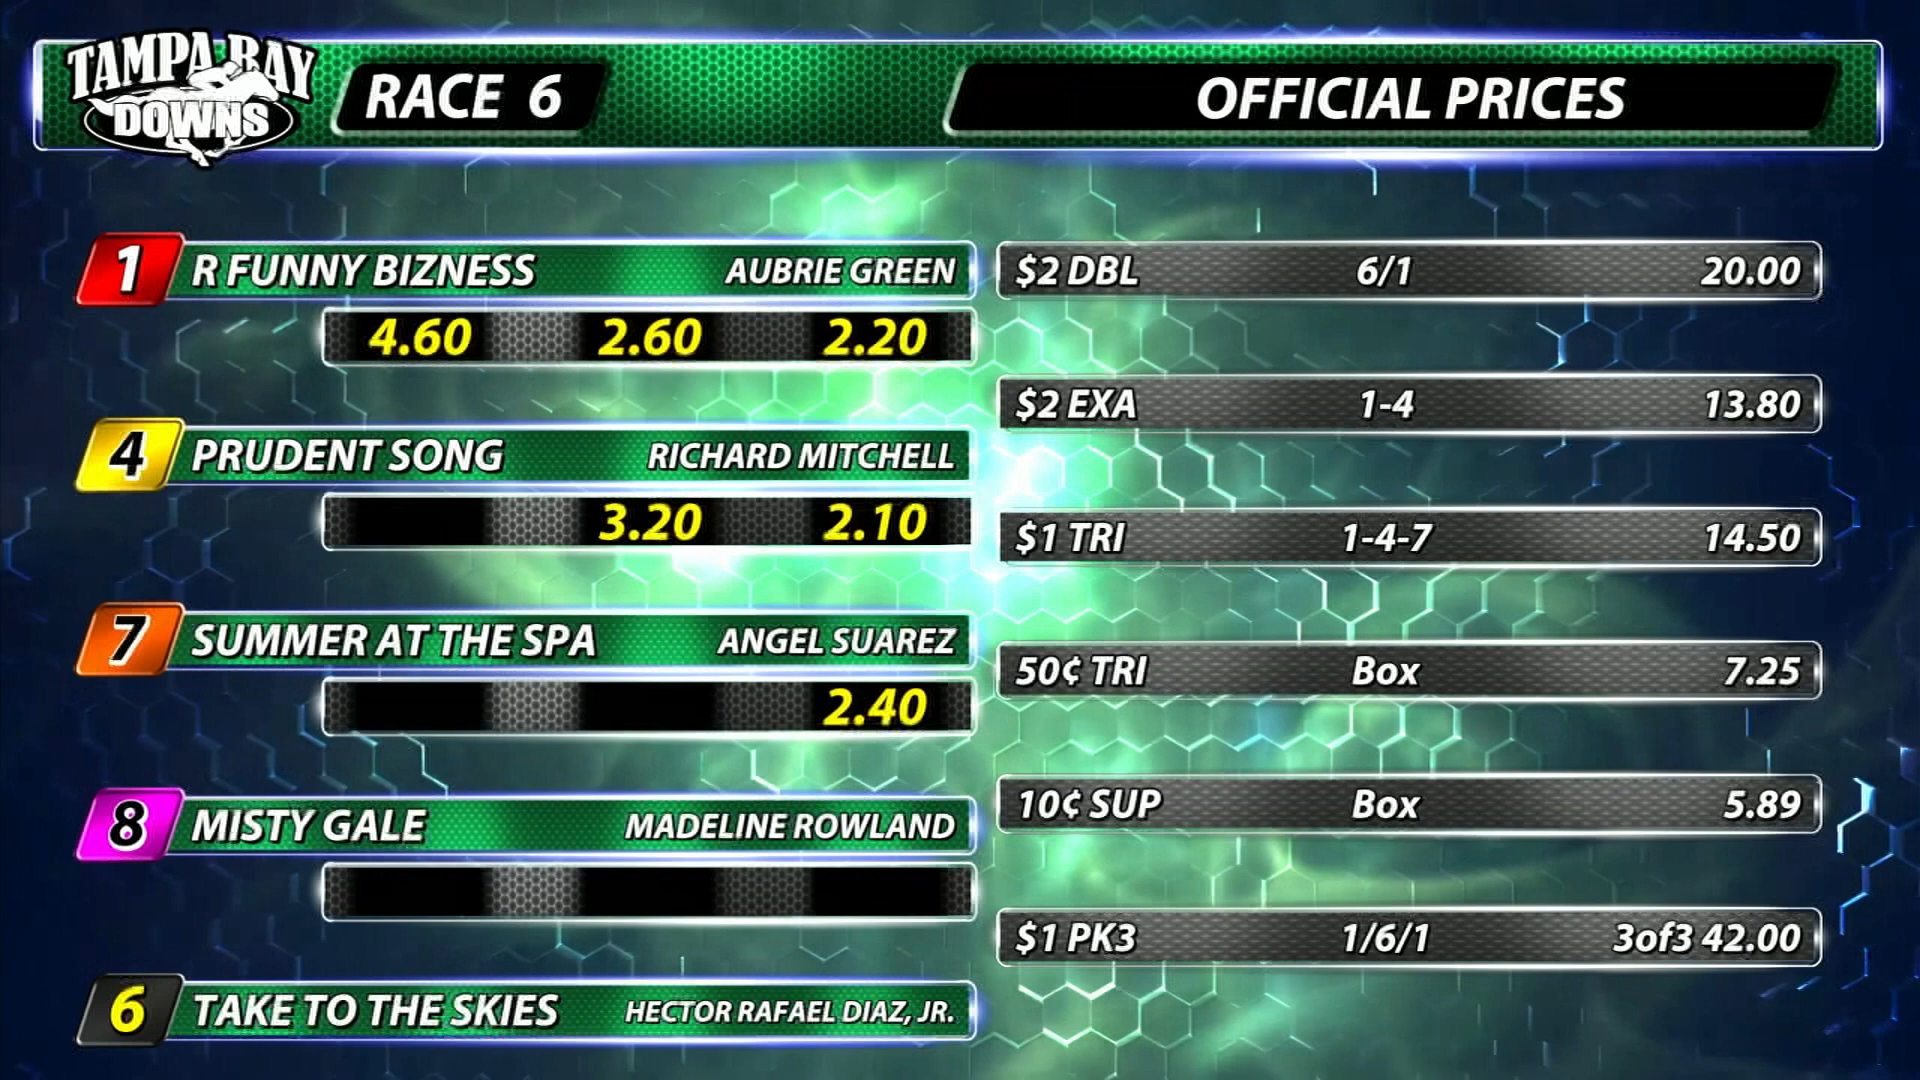 TAMPA BAY
DOWNS
RACE 6
OFFICIAL PRICES
1 R FUNNY BIZNESS AUBRIE GREEN
4.60 2.60 2.20
4 PRUDENT SONG RICHARD MITCHELL
3.20 2.10
7 SUMMER AT THE SPA ANGEL SUAREZ
2.40
8 MISTY GALE MADELINE ROWLAND
6 TAKE TO THE SKIES HECTOR RAFAEL DIAZ, JR.
$2 DBL 6/1 20.00
$2 EXA 1-4 13.80
$1 TRI 1-4-7 14.50
50¢ TRI Box 7.25
10¢ SUP Box 5.89
$1 PK3 1/6/1 3of3 42.00